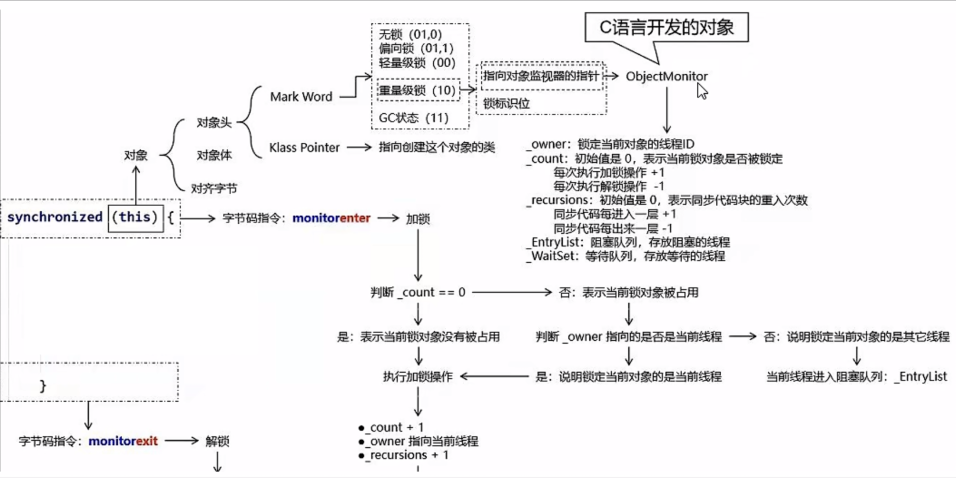 C语言开发的对象
无锁（01,0）
偏向锁（01,1）
轻量级锁（00）
重量级锁（10）
GC状态（11）
指向对象监视器的指针
锁标识位
ObjectMonitor
Mark Word
对象头
Klass Pointer
指向创建这个对象的类
对象
对象体
对齐字节
_owner：锁定当前对象的线程ID
_count：初始值是 0，表示当前锁对象是否被锁定
每次执行加锁操作 +1
每次执行解锁操作 -1
_recursions：初始值是 0，表示同步代码块的重入次数
同步代码每进入一层 +1
同步代码每出来一层 -1
_EntryList：阻塞队列，存放阻塞的线程
_WaitSet：等待队列，存放等待的线程
synchronized (this) {
字节码指令：monitorenter
加锁
判断 _count == 0
否：表示当前锁对象被占用
是：表示当前锁对象没有被占用
判断 _owner 指向的是否是当前线程
否：说明锁定当前对象的是其它线程
执行加锁操作
是：说明锁定当前对象的是当前线程
当前线程进入阻塞队列：_EntryList
}
●_count + 1
●_owner 指向当前线程
●_recursions + 1
字节码指令：monitorexit
解锁